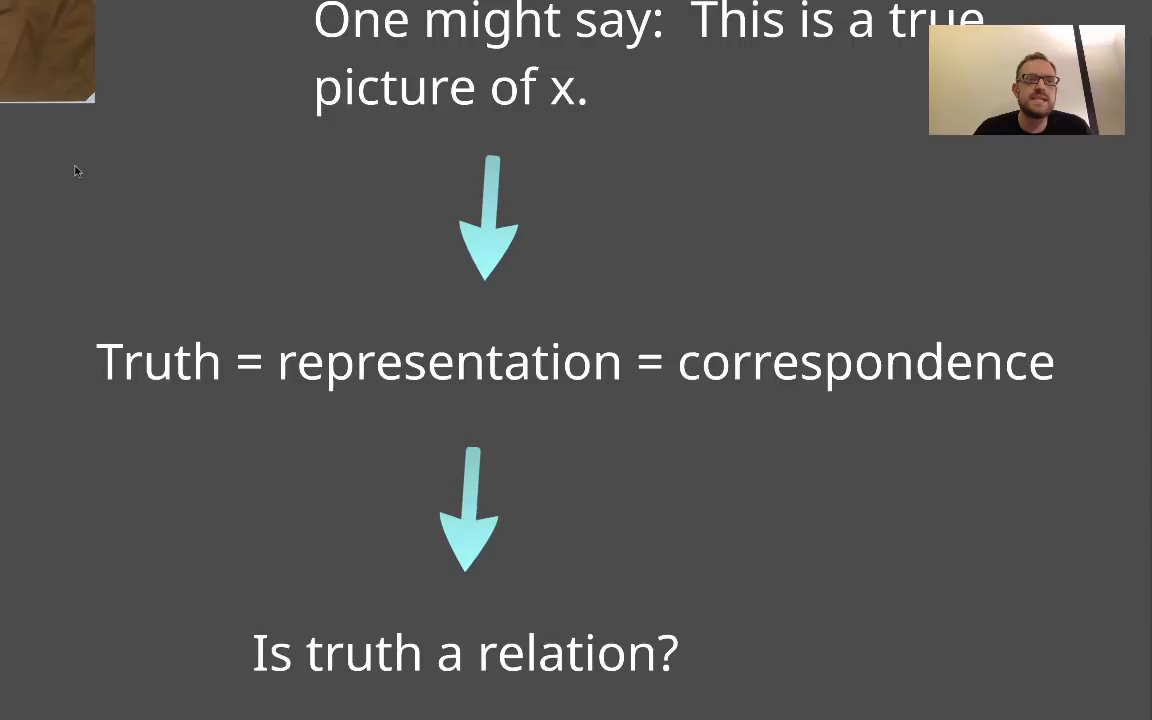 One might say:  This is a true
picture of x.
Truth = representation = correspondence
Is truth a relation?